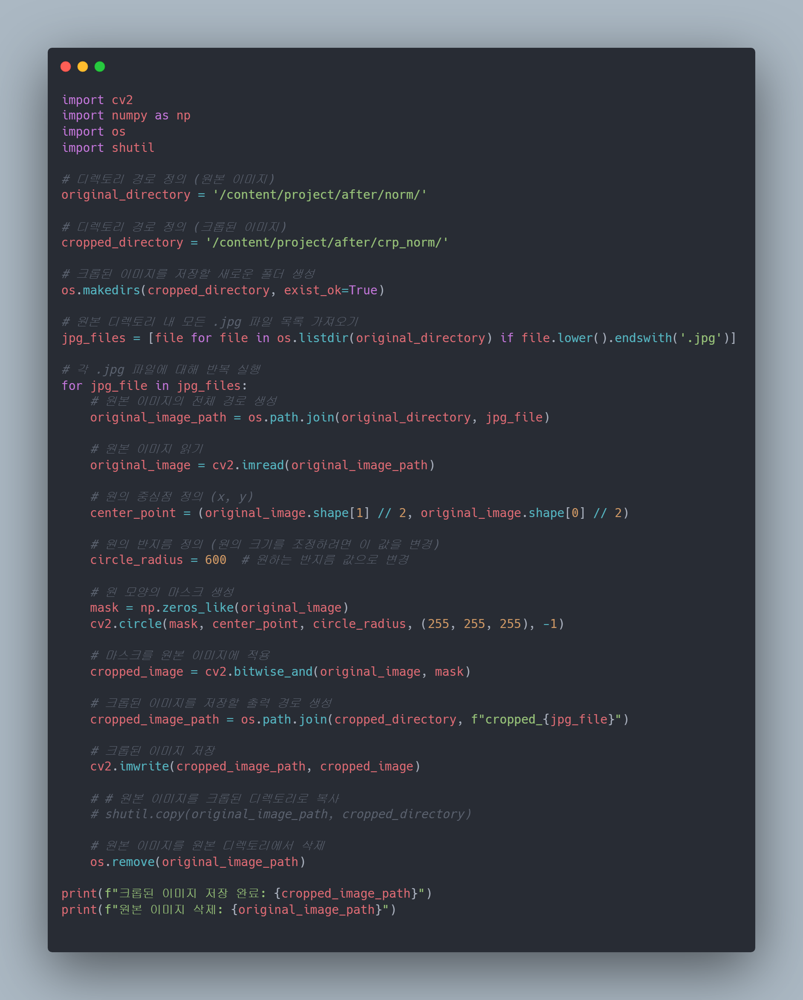 import cv2
import numpy as np
import os
import shutil

# 디렉토리 경로 정의 (원본 이미지)
original_directory = '/content/project/after/norm/'

# 디렉토리 경로 정의 (크롭된 이미지)
cropped_directory = '/content/project/after/crp_norm/'

# 크롭된 이미지를 저장할 새로운 폴더 생성
os.makedirs(cropped_directory, exist_ok=True)

# 원본 디렉토리 내 모든 .jpg 파일 목록 가져오기
jpg_files = [file for file in os.listdir(original_directory) if file.lower().endswith('.jpg')]

# 각 .jpg 파일에 대해 반복 실행
for jpg_file in jpg_files:
    # 원본 이미지의 전체 경로 생성
    original_image_path = os.path.join(original_directory, jpg_file)

    # 원본 이미지 읽기
    original_image = cv2.imread(original_image_path)

    # 원의 중심점 정의 (x, y)
    center_point = (original_image.shape[1] // 2, original_image.shape[0] // 2)

    # 원의 반지름 정의 (원의 크기를 조정하려면 이 값을 변경)
    circle_radius = 600  # 원하는 반지름 값으로 변경

    # 원 모양의 마스크 생성
    mask = np.zeros_like(original_image)
    cv2.circle(mask, center_point, circle_radius, (255, 255, 255), -1)

    # 마스크를 원본 이미지에 적용
    cropped_image = cv2.bitwise_and(original_image, mask)

    # 크롭된 이미지를 저장할 출력 경로 생성
    cropped_image_path = os.path.join(cropped_directory, f"cropped_{jpg_file}")

    # 크롭된 이미지 저장
    cv2.imwrite(cropped_image_path, cropped_image)

    # # 원본 이미지를 크롭된 디렉토리로 복사
    # shutil.copy(original_image_path, cropped_directory)

    # 원본 이미지를 원본 디렉토리에서 삭제
    os.remove(original_image_path)

print(f"크롭된 이미지 저장 완료: {cropped_image_path}")
print(f"원본 이미지 삭제: {original_image_path}")